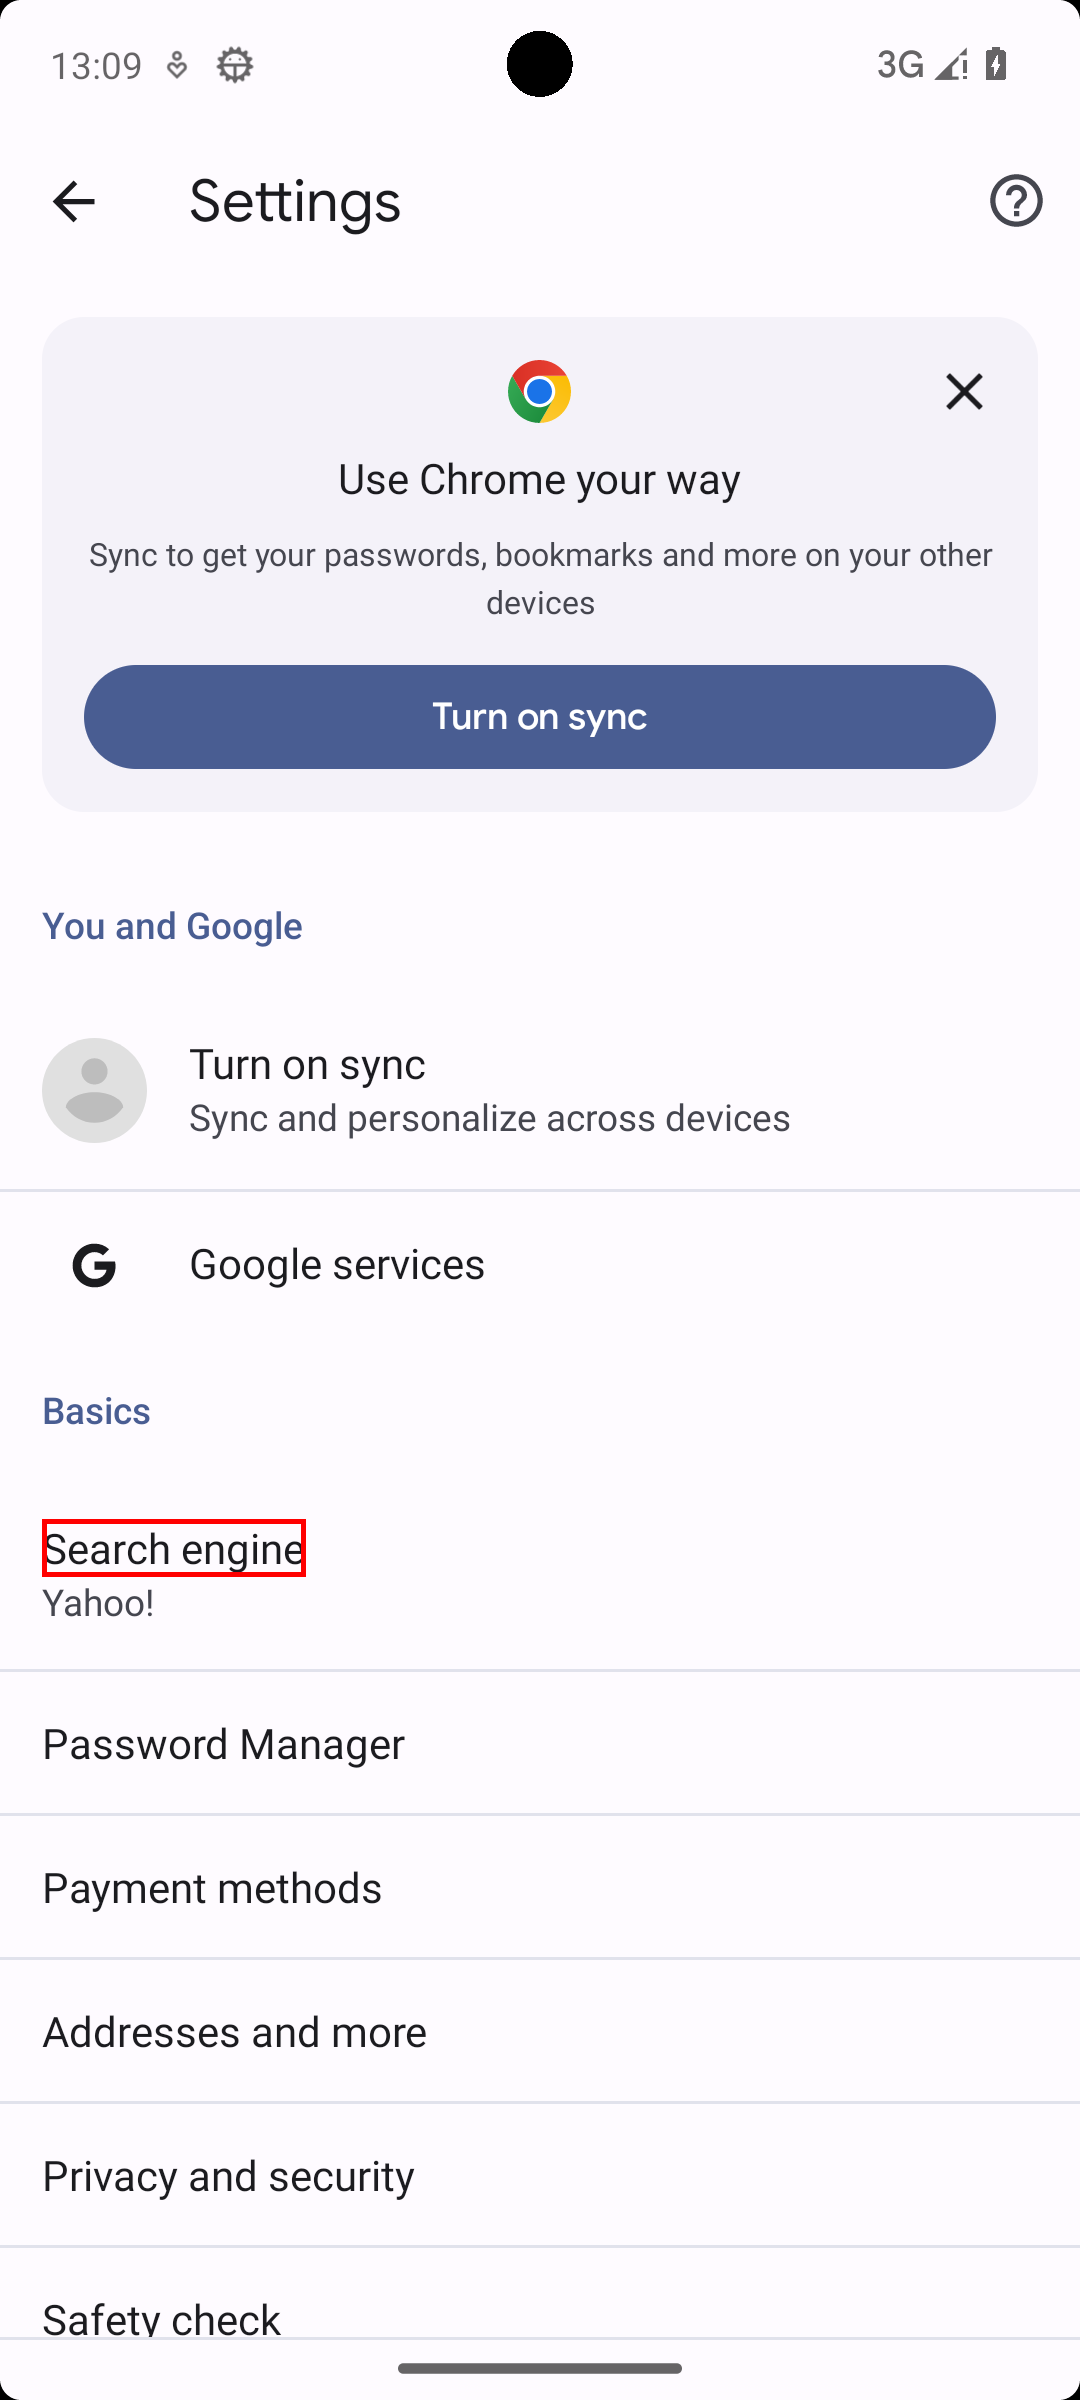 13:09
3G
Settings
Use Chrome your way
Sync to get your passwords, bookmarks and more on your other
devices
Turn on sync
You and Google
Turn on sync
Sync and personalize across devices
Google services
Basics
Search engine
Yahoo!
Password Manager
Payment methods
Addresses and more
Privacy and security
Safety check